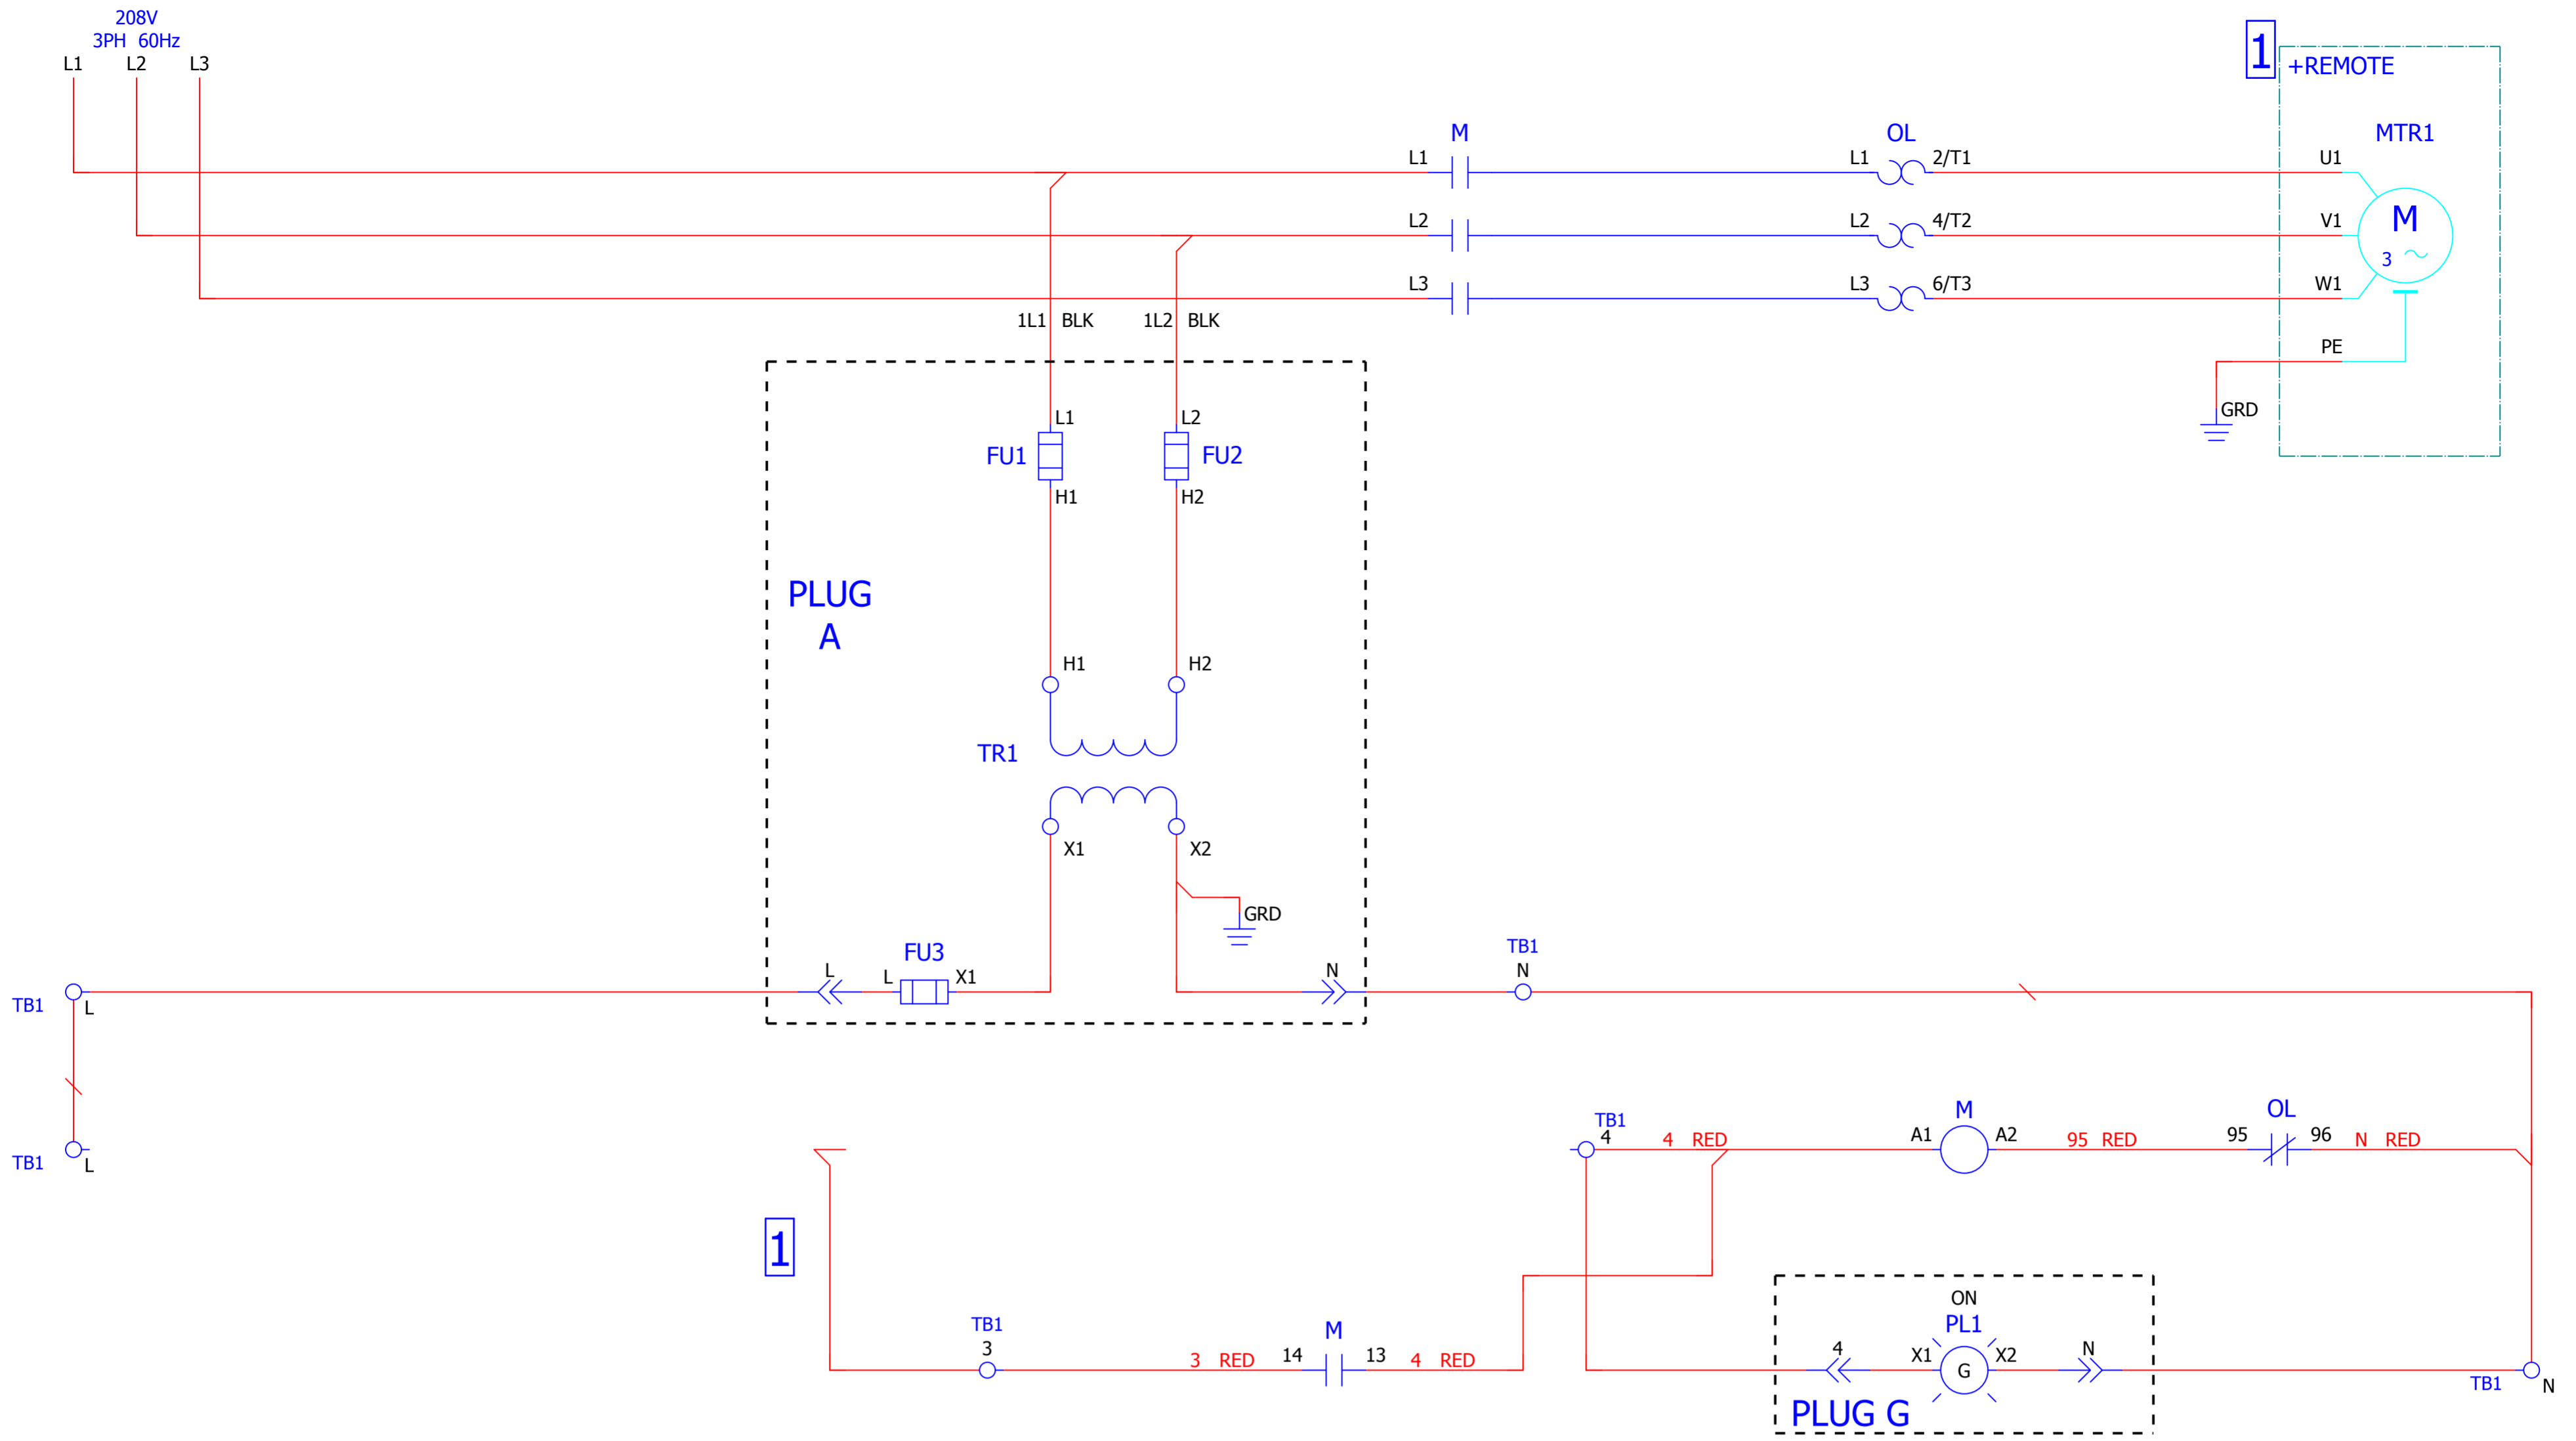 208V
3PH 60Hz
L1 L2 L3
1
+REMOTE
M OL MTR1
L1 L1 2/T1 U1
L2 L2 4/T2 V1
M
3
L3 L3 6/T3 W1
1L1 BLK 1L2 BLK
PE
GRD
L1 L2
FU1 FU2
H1 H2
PLUG
A
H1 H2
TR1
X1 X2
GRD
FU3
L L X1 N
TB1
N
TB1 L
TB1 L
TB1
4
4 RED
M
A1 A2
95 RED
OL
95 96
N RED
1
TB1
3
3 RED
M
14 13
4 RED
ON
PL1
4 X1 G X2 N
PLUG G
TB1 N